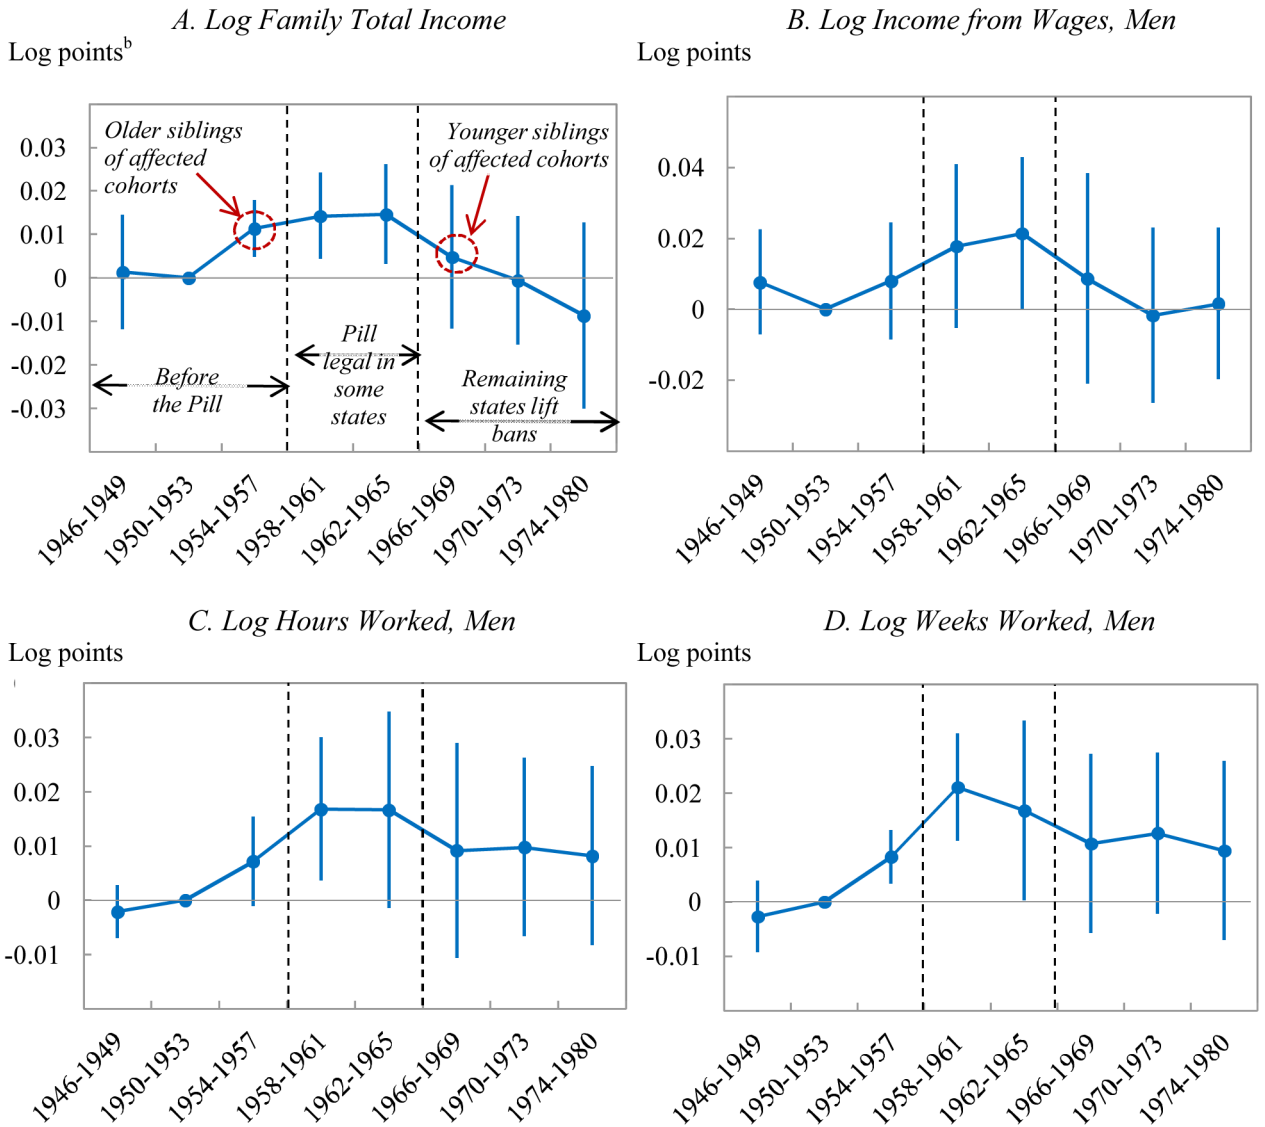 A. Log Family Total Income
Log pointsᵇ
Older siblings
of affected
cohorts
Younger siblings
of affected cohorts
0.03
0.02
0.01
0
-0.01
-0.02
-0.03
Before
the Pill
Pill
legal in
some
states
Remaining
states lift
bans
1946-1949
1950-1953
1954-1957
1958-1961
1962-1965
1966-1969
1970-1973
1974-1980
B. Log Income from Wages, Men
Log points
0.04
0.02
0
-0.02
1946-1949
1950-1953
1954-1957
1958-1961
1962-1965
1966-1969
1970-1973
1974-1980
C. Log Hours Worked, Men
Log points
0.03
0.02
0.01
0
-0.01
1946-1949
1950-1953
1954-1957
1958-1961
1962-1965
1966-1969
1970-1973
1974-1980
D. Log Weeks Worked, Men
Log points
0.03
0.02
0.01
0
-0.01
1946-1949
1950-1953
1954-1957
1958-1961
1962-1965
1966-1969
1970-1973
1974-1980